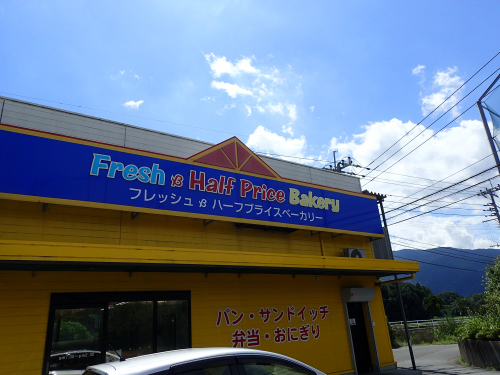 Fresh & Half Price Bakery
フレッシュ & ハーフプライスベーカリー
パン・サンドイッチ
弁当・おにぎり